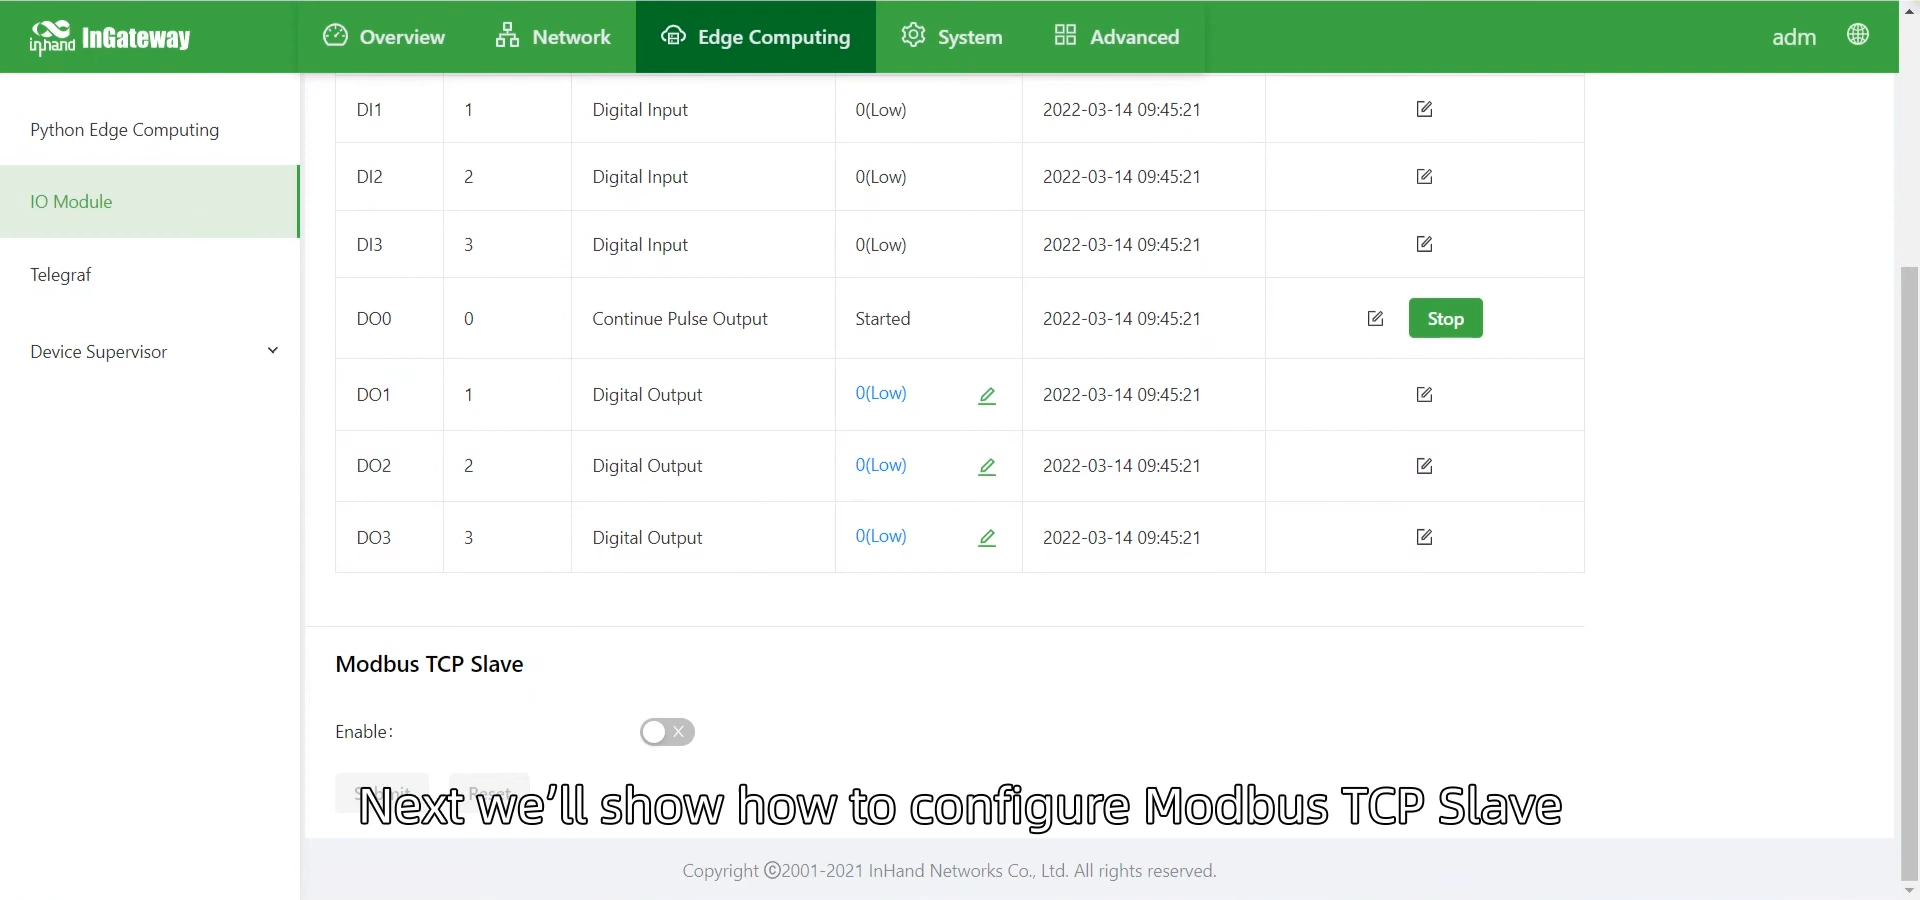 inhand InGateway
Overview
Network
Edge Computing
System
Advanced
adm
Python Edge Computing
IO Module
Telegraf
Device Supervisor
DI1 1 Digital Input 0(Low) 2022-03-14 09:45:21
DI2 2 Digital Input 0(Low) 2022-03-14 09:45:21
DI3 3 Digital Input 0(Low) 2022-03-14 09:45:21
DO0 0 Continue Pulse Output Started 2022-03-14 09:45:21 Stop
DO1 1 Digital Output 0(Low) 2022-03-14 09:45:21
DO2 2 Digital Output 0(Low) 2022-03-14 09:45:21
DO3 3 Digital Output 0(Low) 2022-03-14 09:45:21
Modbus TCP Slave
Enable:
Submit Reset
Next we’ll show how to configure Modbus TCP Slave
Copyright ©2001-2021 InHand Networks Co., Ltd. All rights reserved.